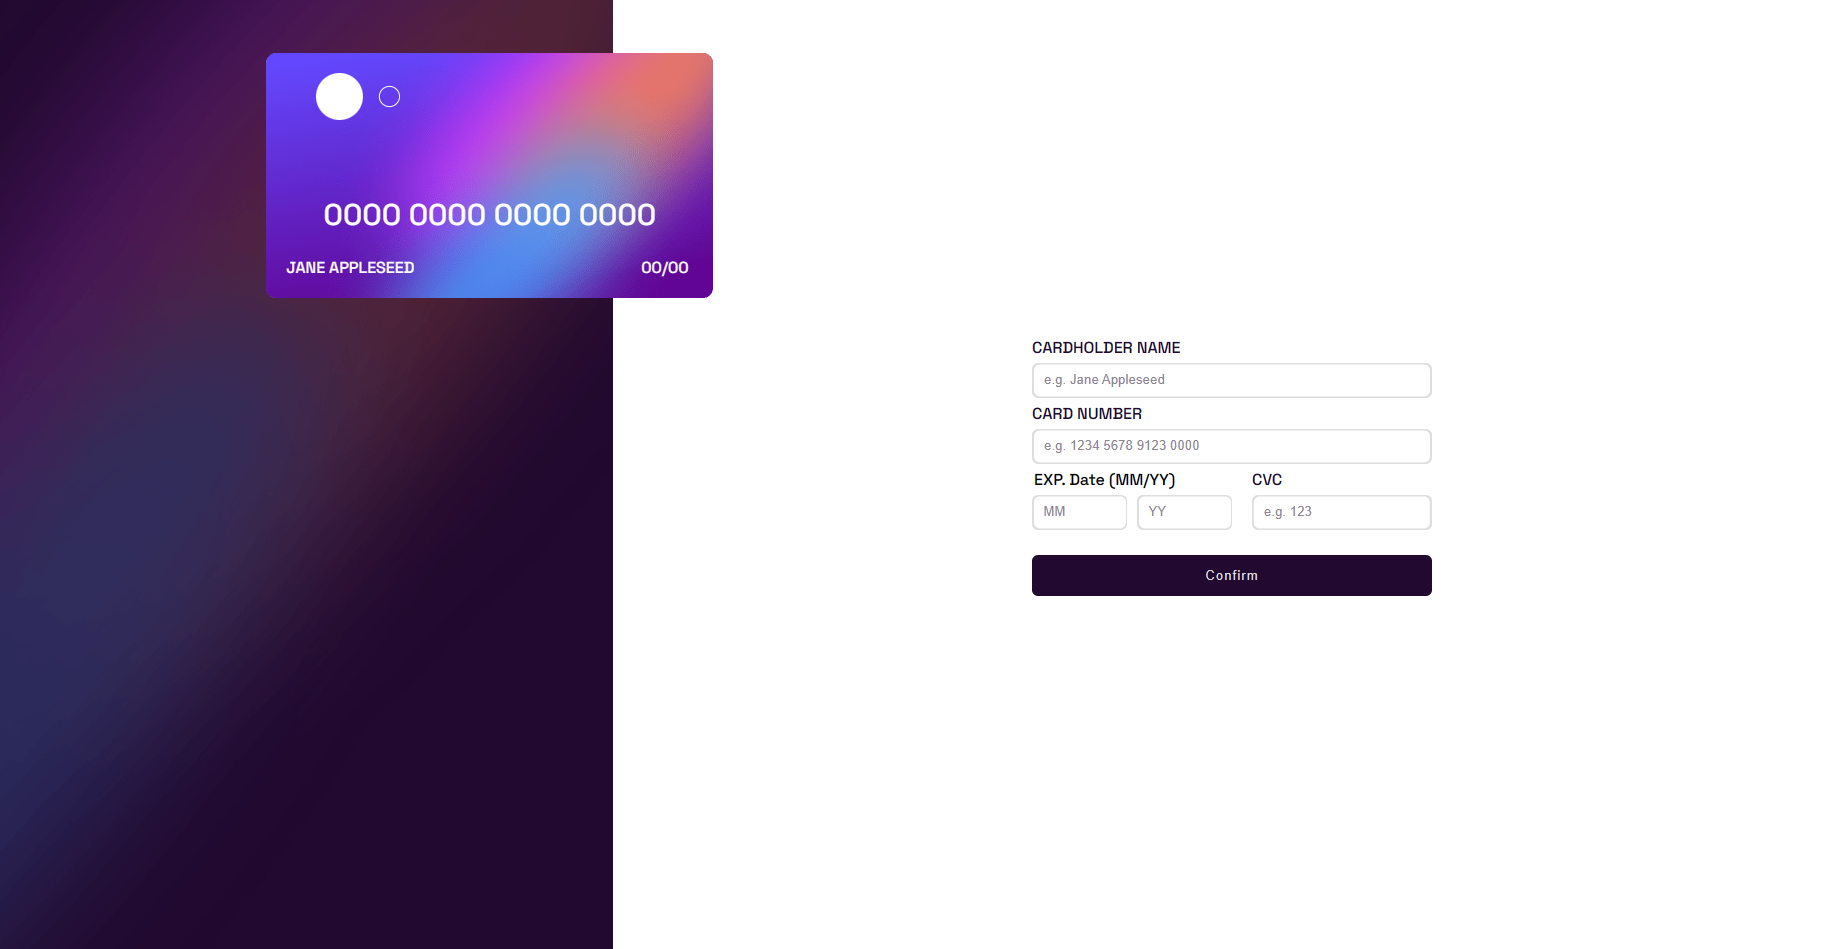 0000 0000 0000 0000
JANE APPLESEED 00/00
CARDHOLDER NAME
e.g. Jane Appleseed
CARD NUMBER
e.g. 1234 5678 9123 0000
EXP. Date (MM/YY) CVC
MM YY e.g. 123
Confirm